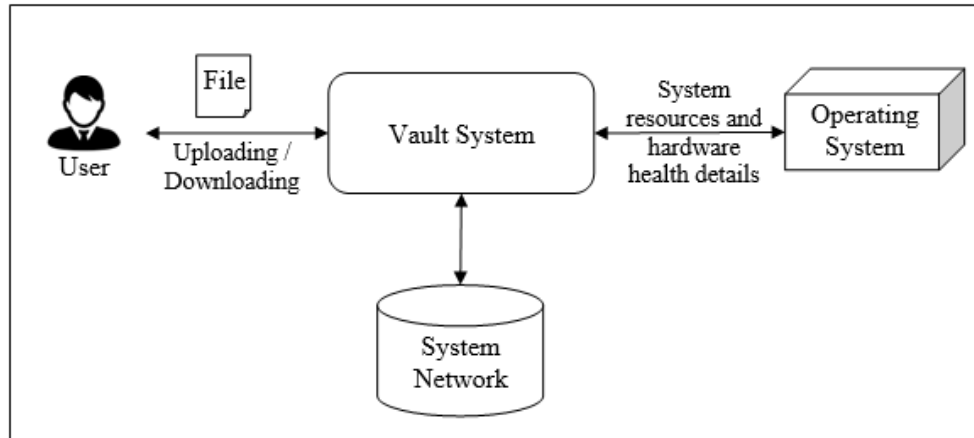 File
User
Uploading /
Downloading
Vault System
System
resources and
hardware
health details
Operating
System
System
Network